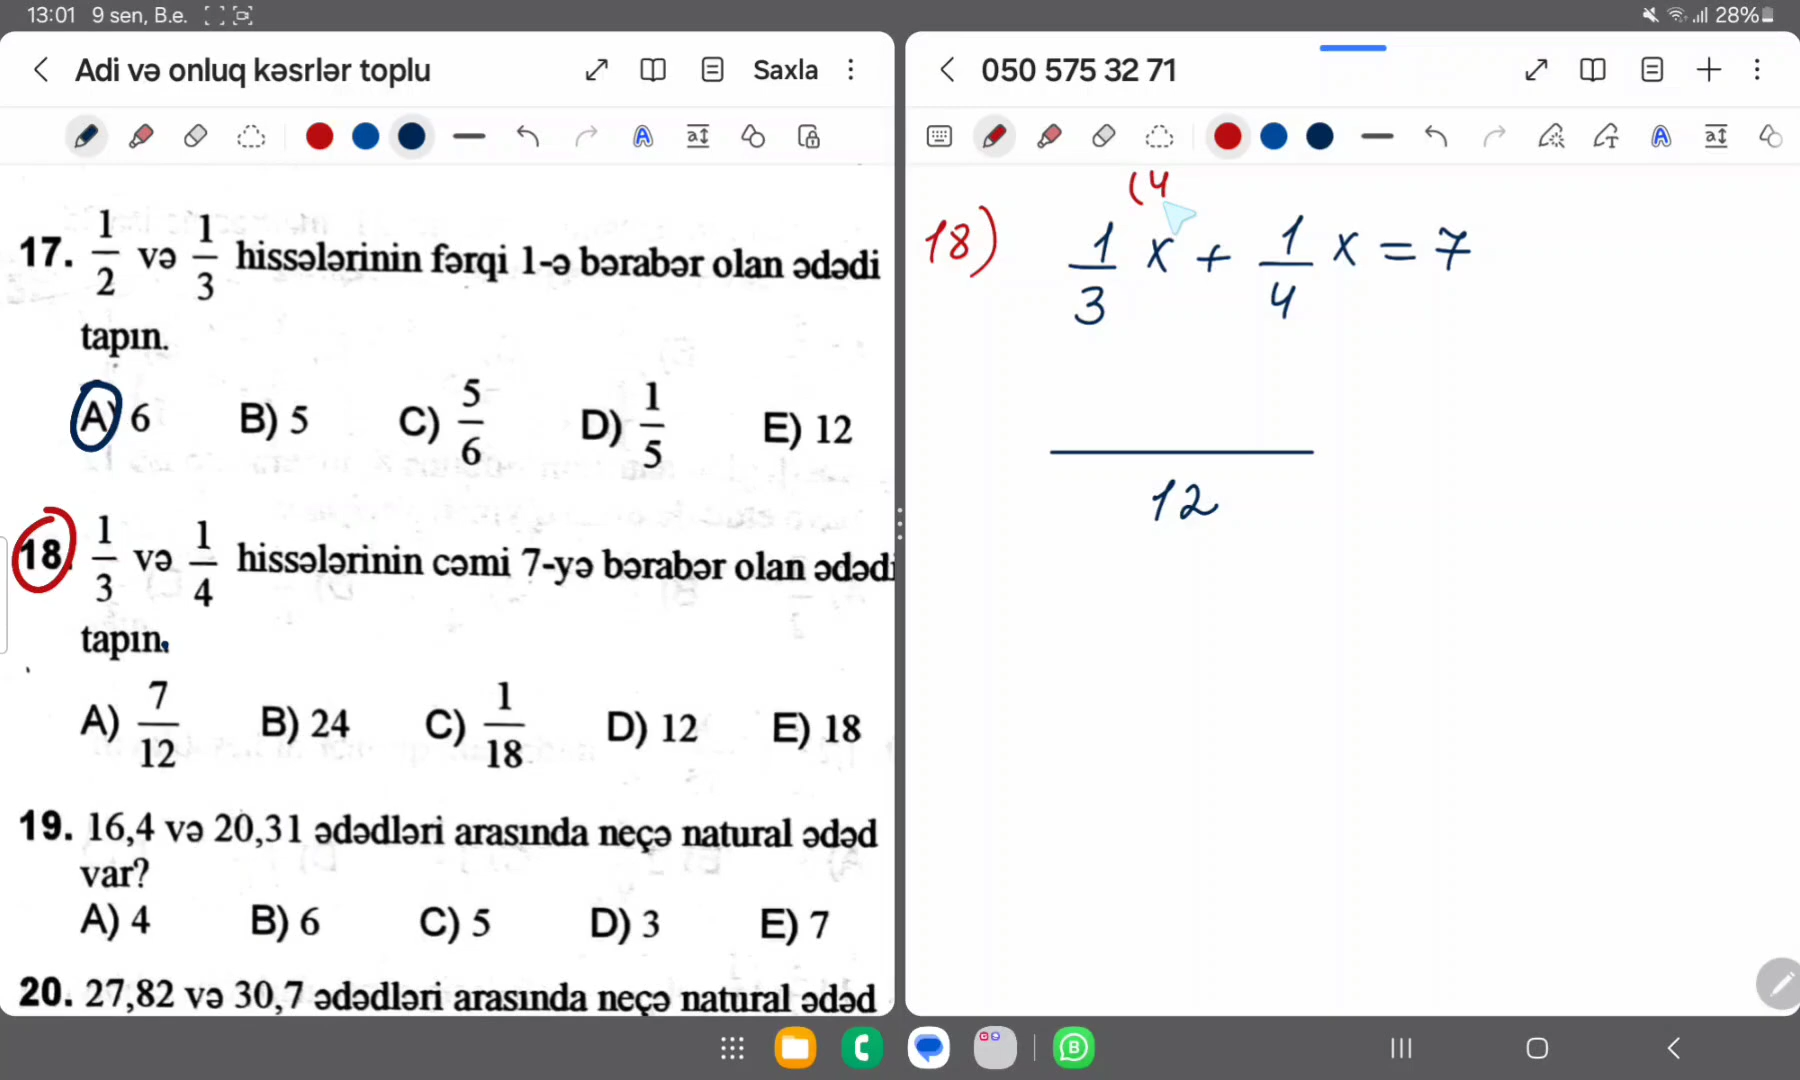 13:01 9 sen, B.e. 28%
Adi və onluq kəsrlər toplu Saxla
17. 1/2 və 1/3 hissələrinin fərqi 1-ə bərabər olan ədədi
tapın.
A) 6 B) 5 C) 5/6 D) 1/5 E) 12
18. 1/3 və 1/4 hissələrinin cəmi 7-yə bərabər olan ədədi
tapın.
A) 7/12 B) 24 C) 1/18 D) 12 E) 18
19. 16,4 və 20,31 ədədləri arasında neçə natural ədəd
var?
A) 4 B) 6 C) 5 D) 3 E) 7
20. 27,82 və 30,7 ədədləri arasında neçə natural ədəd
050 575 32 71
(4
18) 1/3 x + 1/4 x = 7
12